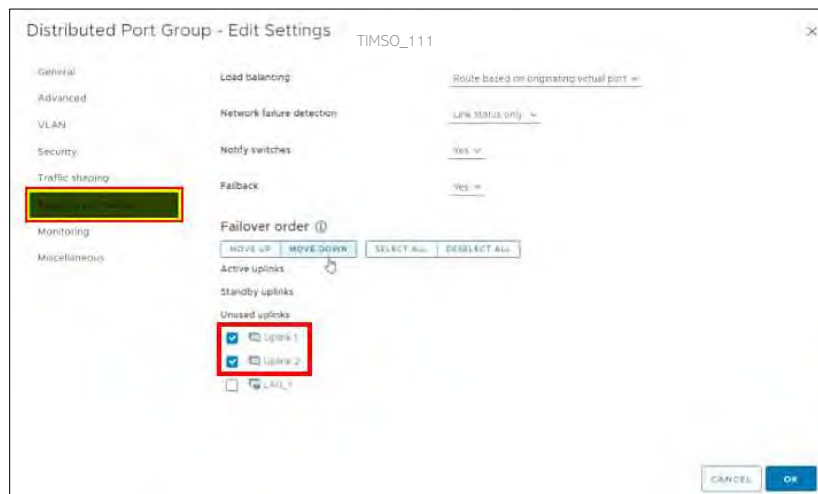 Distributed Port Group - Edit Settings
TIMSO_111
General
Advanced
VLAN
Security
Traffic shaping
Monitoring
Miscellaneous
Load balancing
Route based on originating virtual port
Network failure detection
Link status only
Notify switches
Yes
Failback
Yes
Failover order
MOVE UP MOVE DOWN SELECT ALL DESELECT ALL
Active uplinks
Standby uplinks
Unused uplinks
Uplink 1
Uplink 2
CANCEL OK